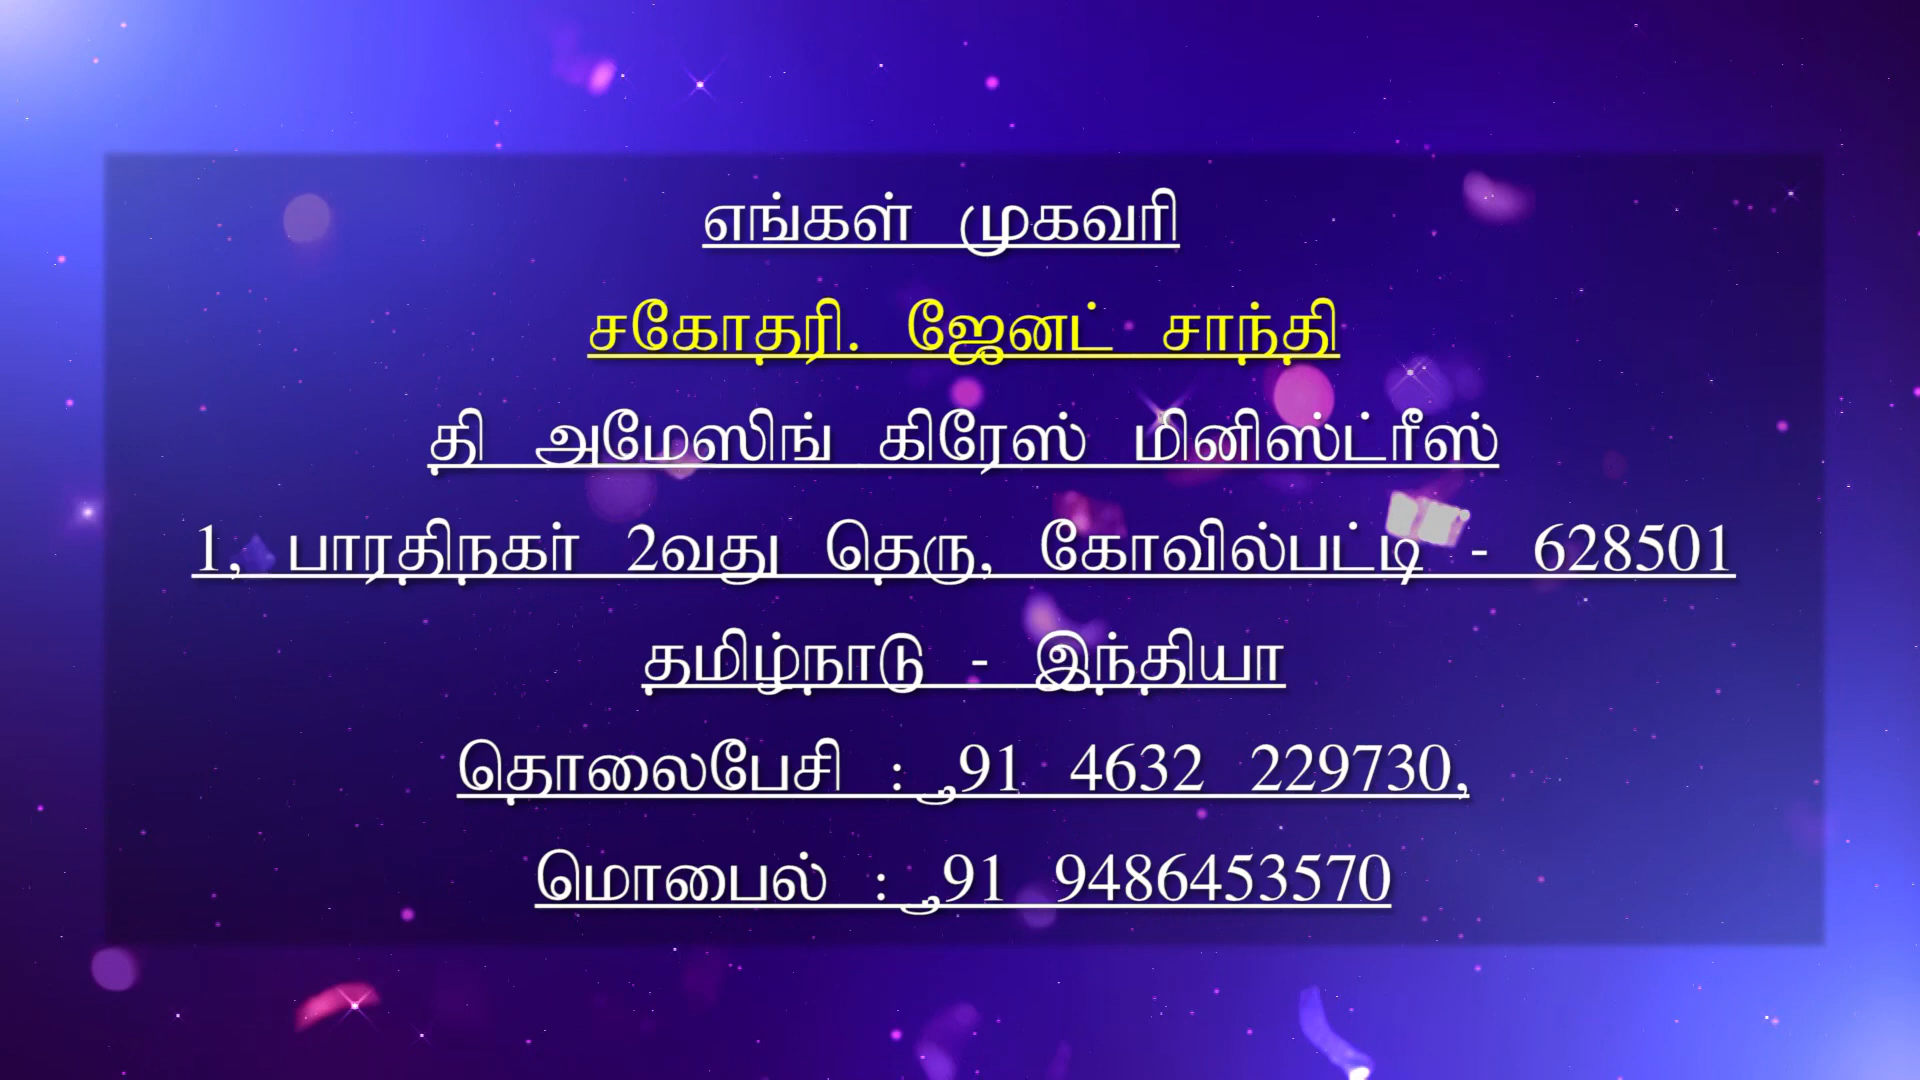 எங்கள் முகவரி
சகோதரி. ஜேனட் சாந்தி
தி அமேஸிங் கிரேஸ் மினிஸ்ட்ரீஸ்
1, பாரதிநகர் 2வது தெரு, கோவில்பட்டி - 628501
தமிழ்நாடு - இந்தியா
தொலைபேசி : ு91 4632 229730,
மொபைல் : ு91 9486453570